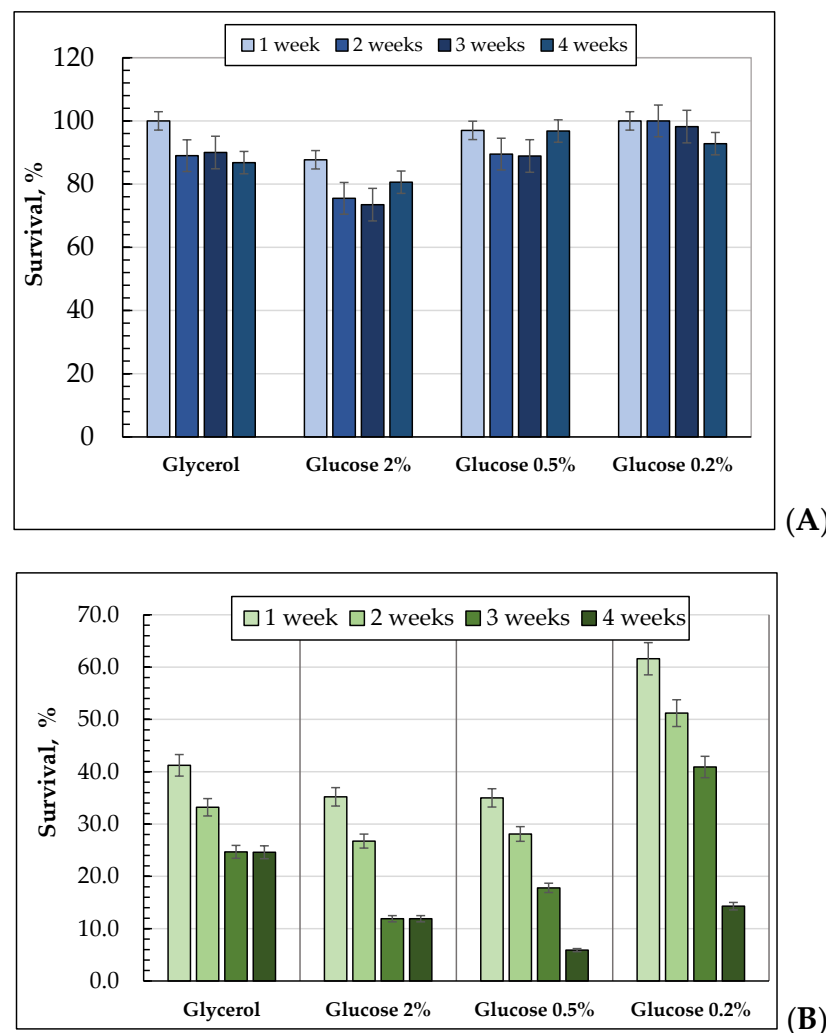 1 week 2 weeks 3 weeks 4 weeks
120
100
80
60
40
20
0
Survival, %
Glycerol Glucose 2% Glucose 0.5% Glucose 0.2%
(A)
1 week 2 weeks 3 weeks 4 weeks
70.0
60.0
50.0
40.0
30.0
20.0
10.0
0.0
Survival, %
Glycerol Glucose 2% Glucose 0.5% Glucose 0.2%
(B)